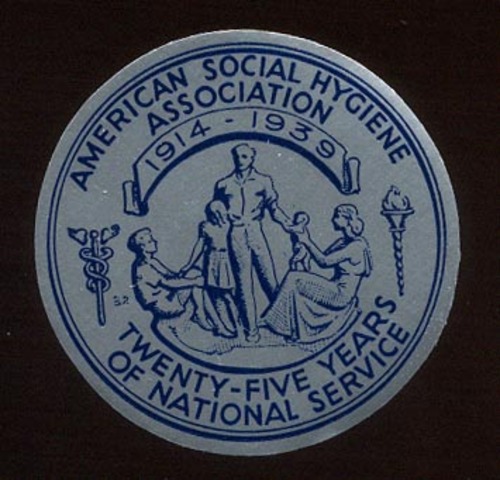 AMERICAN SOCIAL HYGIENE
ASSOCIATION
1914 - 1939
TWENTY-FIVE YEARS
OF NATIONAL SERVICE